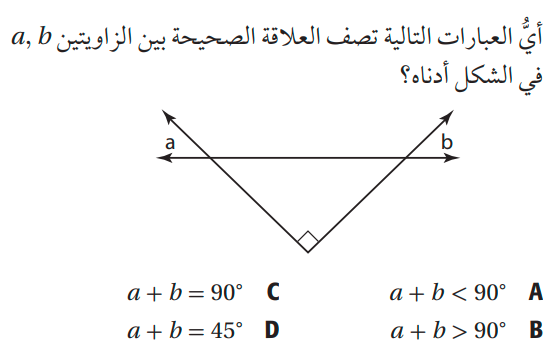 أيُّ العبارات التالية تصف العلاقة الصحيحة بين الزاويتين a, b
في الشكل أدناه؟
a
b
A a + b < 90°
C a + b = 90°
B a + b > 90°
D a + b = 45°